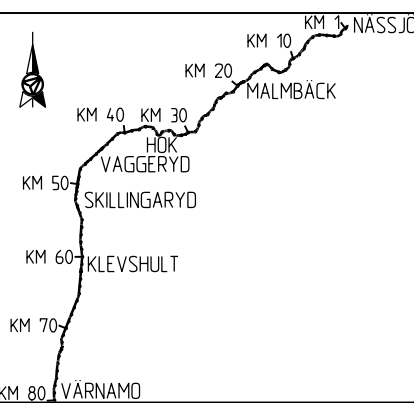 KM 1 NÄSSJÖ
KM 10
KM 20
MALMBÄCK
KM 40 KM 30
HOK
VAGGERYD
KM 50
SKILLINGARYD
KM 60 KLEVSHULT
KM 70
KM 80 VÄRNAMO